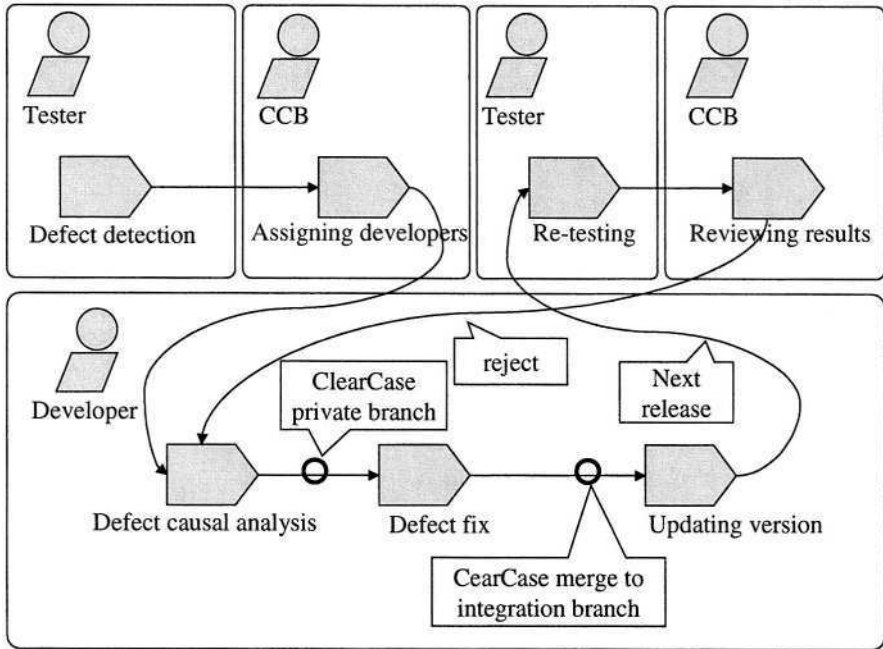 Tester
CCB
Tester
CCB
Defect detection
Assigning developers
Re-testing
Reviewing results
Developer
ClearCase
private branch
reject
Next
release
Defect causal analysis
Defect fix
Updating version
CearCase merge to
integration branch